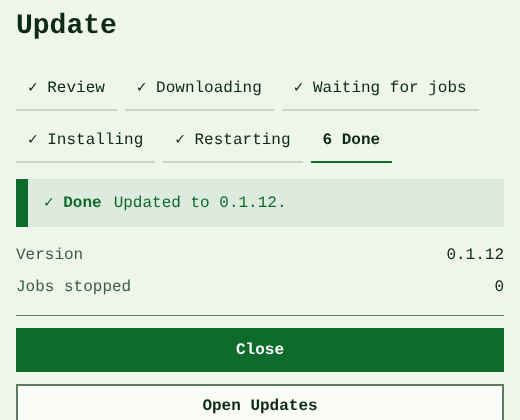 Update
✓ Review ✓ Downloading ✓ Waiting for jobs
✓ Installing ✓ Restarting 6 Done
✓ Done Updated to 0.1.12.
Version 0.1.12
Jobs stopped 0
Close
Open Updates